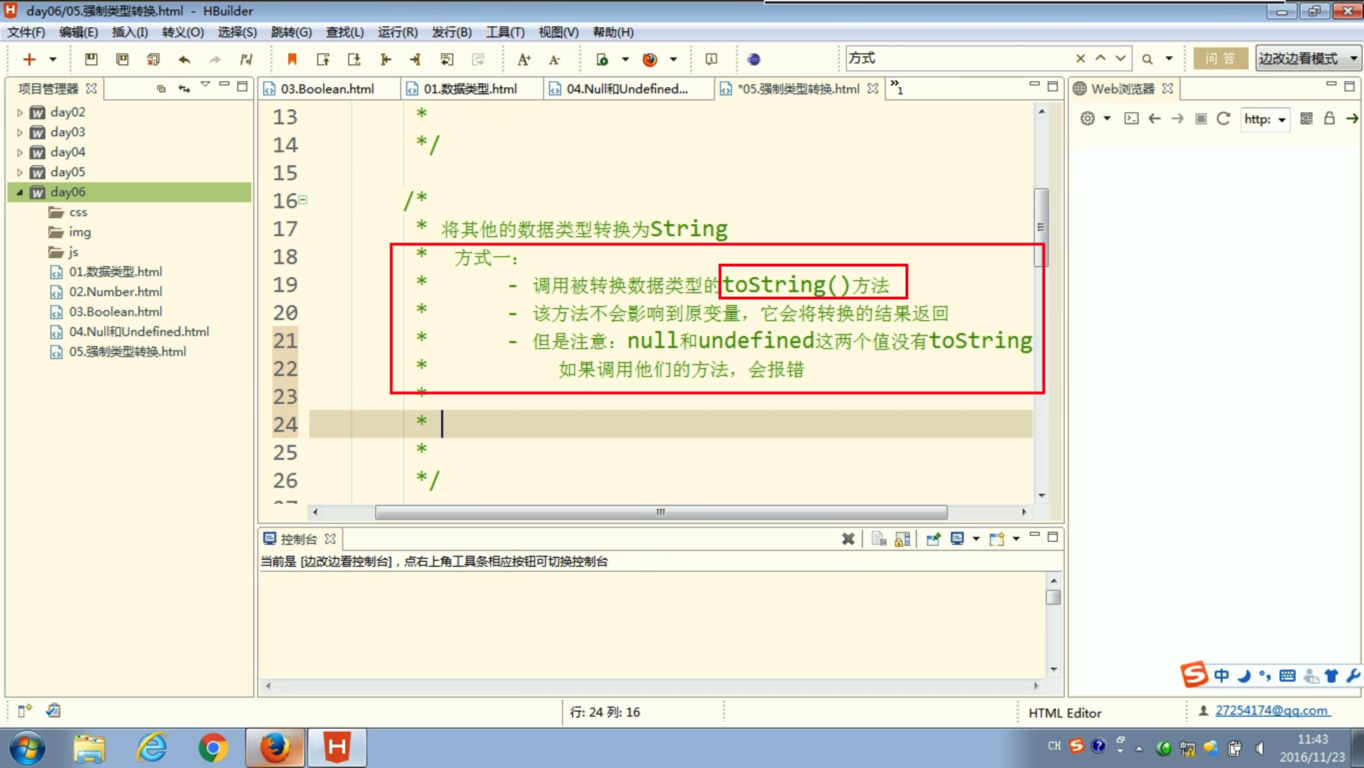 day06/05.强制类型转换.html - HBuilder
文件(F) 编辑(E) 插入(I) 转义(O) 选择(S) 跳转(G) 查找(L) 运行(R) 发行(B) 工具(T) 视图(V) 帮助(H)
方式
问答
边改边看模式
项目管理器
03.Boolean.html
01.数据类型.html
04.Null和Undefined...
*05.强制类型转换.html
»1
Web浏览器
http:
day02
day03
day04
day05
day06
css
img
js
01.数据类型.html
02.Number.html
03.Boolean.html
04.Null和Undefined.html
05.强制类型转换.html
13 *
14 */
15
16 /*
17 * 将其他的数据类型转换为String
18 * 方式一：
19 * - 调用被转换数据类型的toString()方法
20 * - 该方法不会影响到原变量，它会将转换的结果返回
21 * - 但是注意：null和undefined这两个值没有toString
22 * 如果调用他们的方法，会报错
23 *
24 *
25 *
26 */
控制台
当前是 [边改边看控制台]，点右上角工具条相应按钮可切换控制台
中
行: 24 列: 16
HTML Editor
27254174@qq.com
CH
11:43
2016/11/23